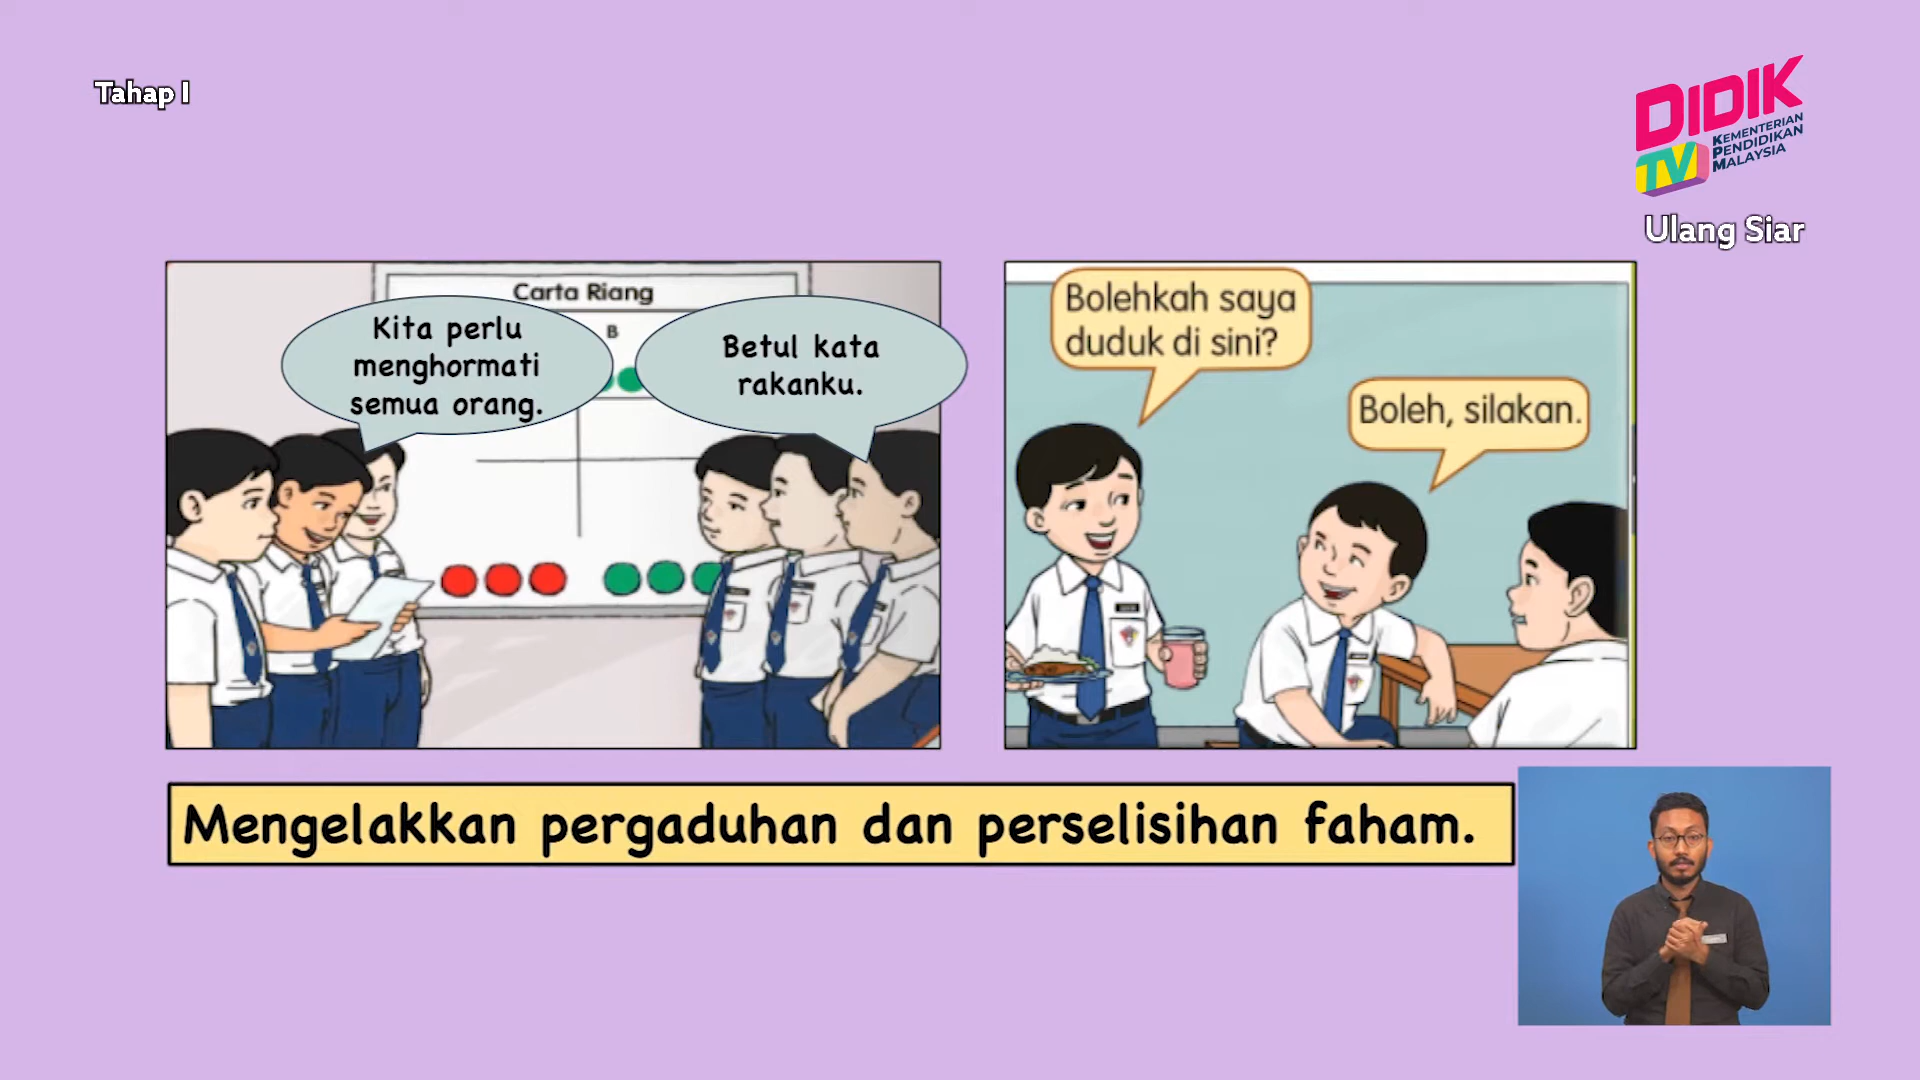 Tahap I
DIDIK
TV
KEMENTERIAN
PENDIDIKAN
MALAYSIA
Ulang Siar
Carta Riang
B
Kita perlu
menghormati
semua orang.
Betul kata
rakanku.
Bolehkah saya
duduk di sini?
Boleh, silakan.
Mengelakkan pergaduhan dan perselisihan faham.